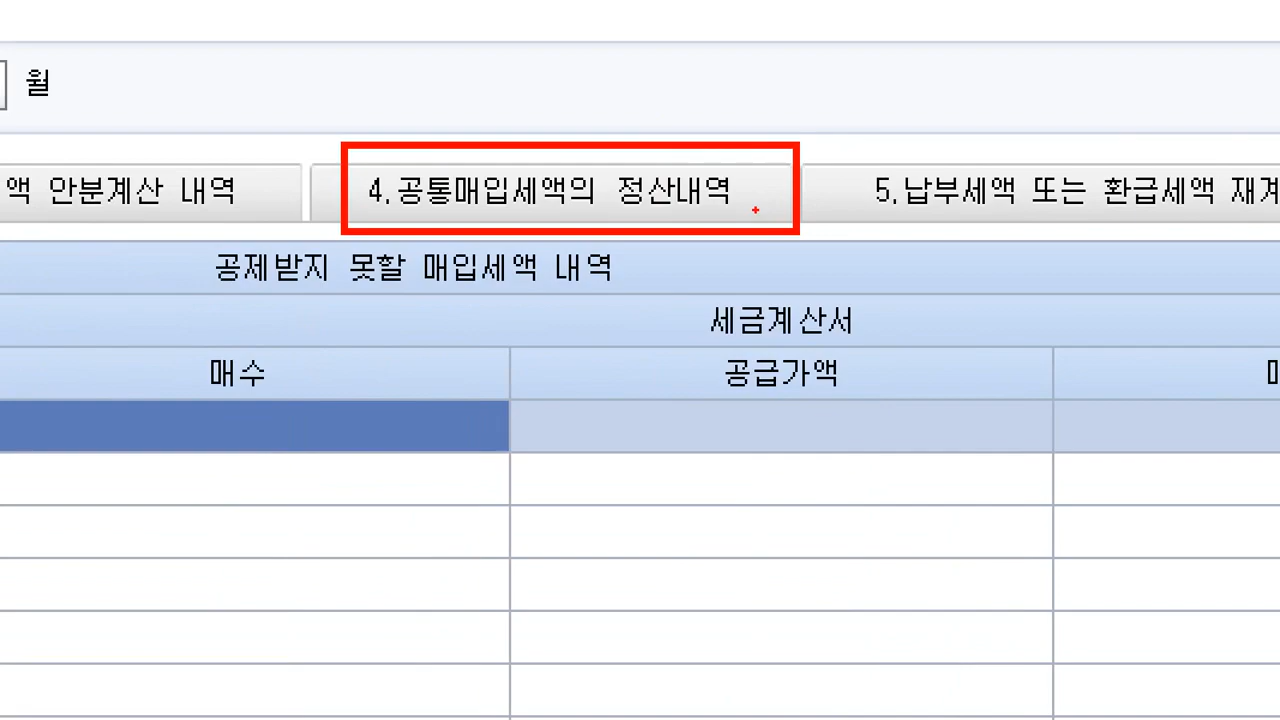 월
액 안분계산 내역 4.공통매입세액의 정산내역 5.납부세액 또는 환급세액
공제받지 못할 매입세액 내역
세금계산서
매수 공급가액